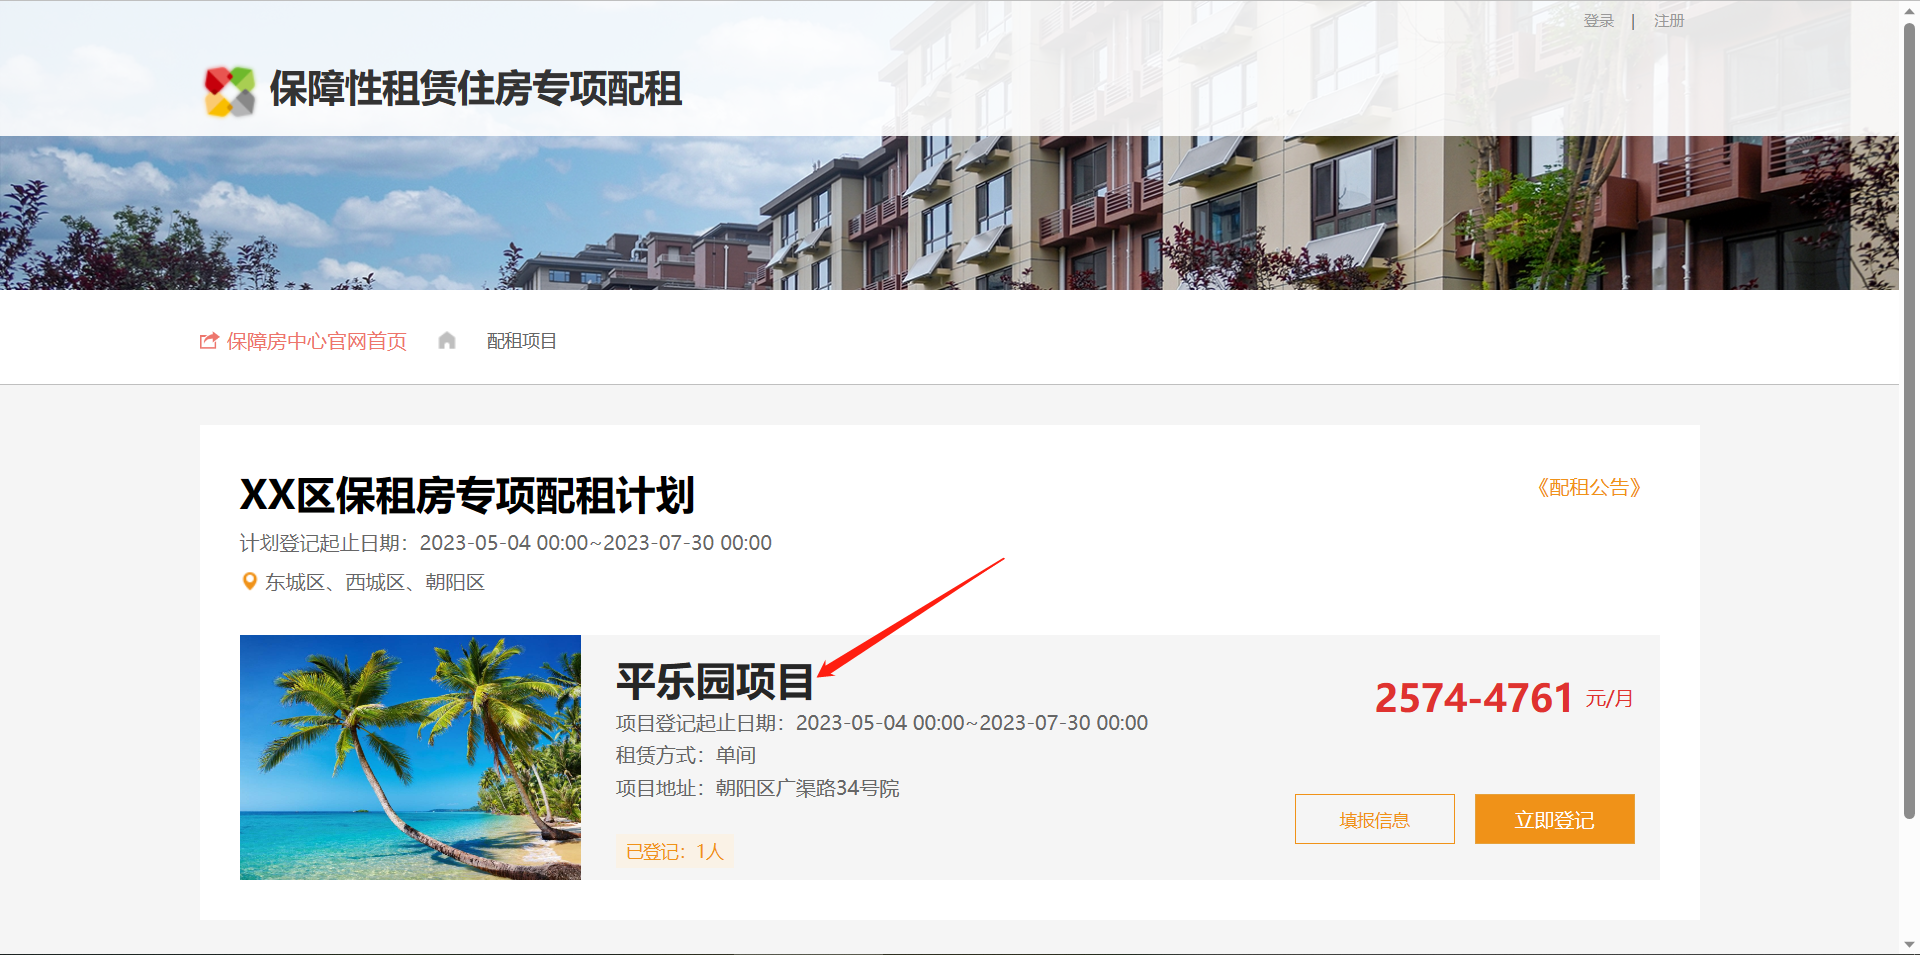 登录 | 注册
保障性租赁住房专项配租
保障房中心官网首页 配租项目
XX区保租房专项配租计划
《配租公告》
计划登记起止日期：2023-05-04 00:00~2023-07-30 00:00
东城区、西城区、朝阳区
平乐园项目
2574-4761 元/月
项目登记起止日期：2023-05-04 00:00~2023-07-30 00:00
租赁方式：单间
项目地址：朝阳区广渠路34号院
填报信息 立即登记
已登记：1人